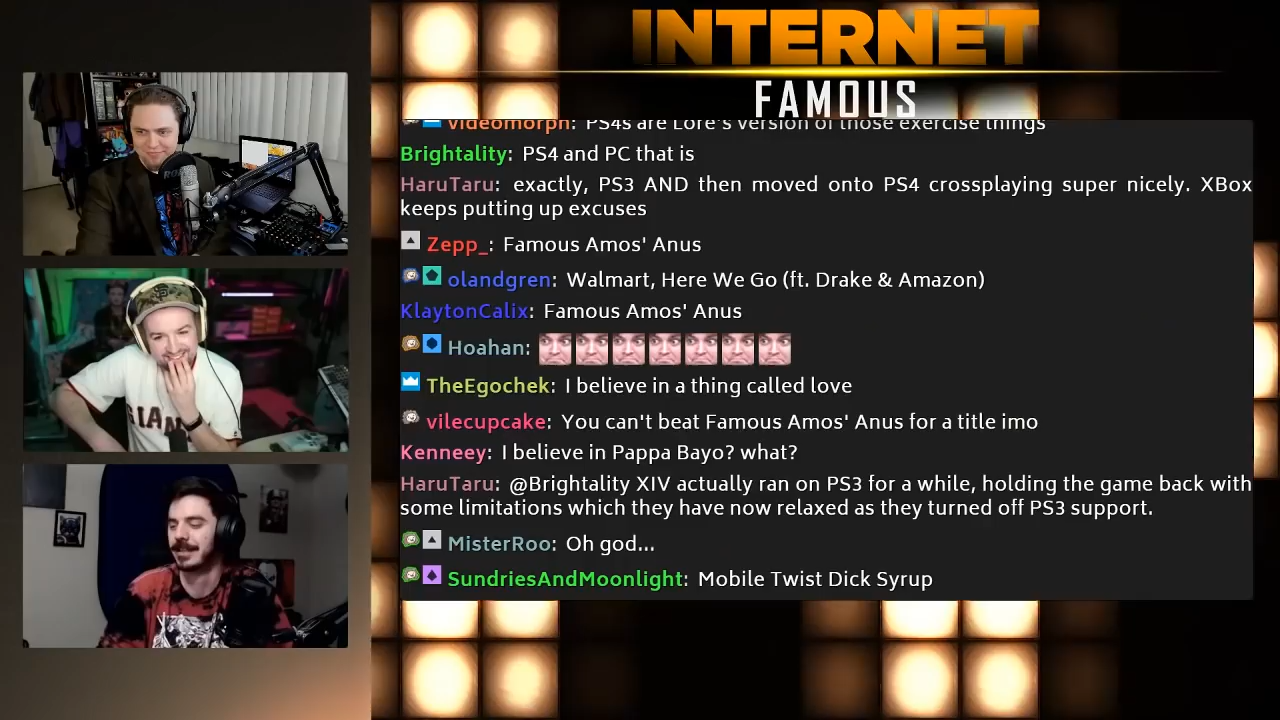 INTERNET
FAMOUS
videomorph: PS4s are Lore's version of those exercise things
Brightality: PS4 and PC that is
HaruTaru: exactly, PS3 AND then moved onto PS4 crossplaying super nicely. XBox
keeps putting up excuses
Zepp_: Famous Amos' Anus
olandgren: Walmart, Here We Go (ft. Drake & Amazon)
KlaytonCalix: Famous Amos' Anus
Hoahan:
TheEgochek: I believe in a thing called love
vilecupcake: You can't beat Famous Amos' Anus for a title imo
Kenneey: I believe in Pappa Bayo? what?
HaruTaru: @Brightality XIV actually ran on PS3 for a while, holding the game back with
some limitations which they have now relaxed as they turned off PS3 support.
MisterRoo: Oh god...
SundriesAndMoonlight: Mobile Twist Dick Syrup
GIAN